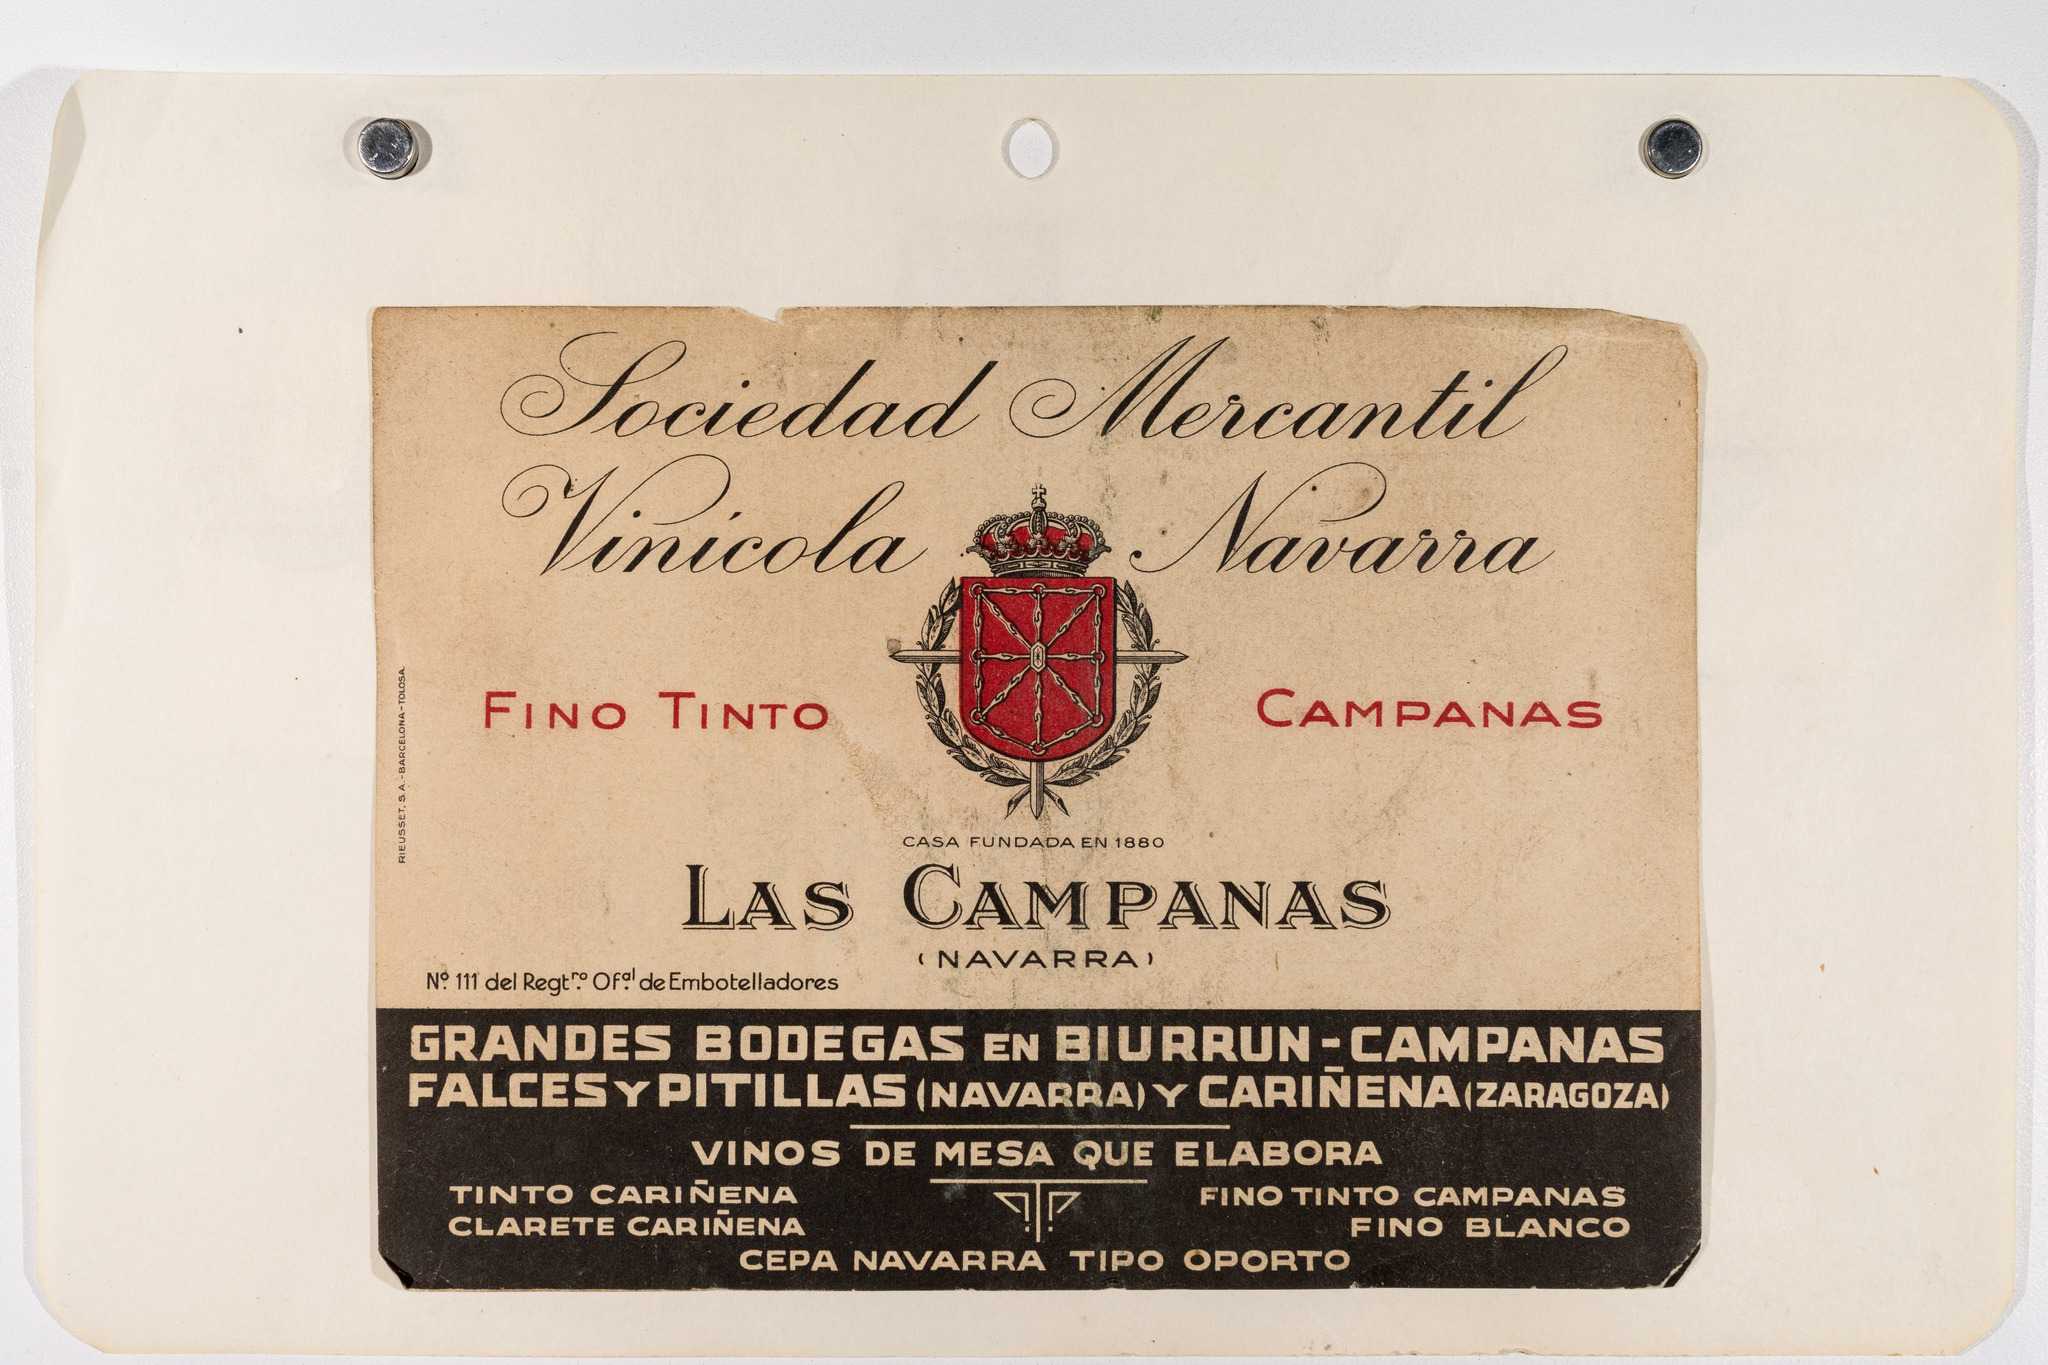 Sociedad Mercantil
Vinícola Navarra
FINO TINTO CAMPANAS
RIEUSSET, S.A.-BARCELONA-TOLOSA.
CASA FUNDADA EN 1880
LAS CAMPANAS
(NAVARRA)
Nº. 111 del Regtʳº. Ofªˡ. de Embotelladores
GRANDES BODEGAS EN BIURRUN-CAMPANAS
FALCES Y PITILLAS (NAVARRA) Y CARIÑENA (ZARAGOZA)
VINOS DE MESA QUE ELABORA
TINTO CARIÑENA FINO TINTO CAMPANAS
CLARETE CARIÑENA FINO BLANCO
CEPA NAVARRA TIPO OPORTO